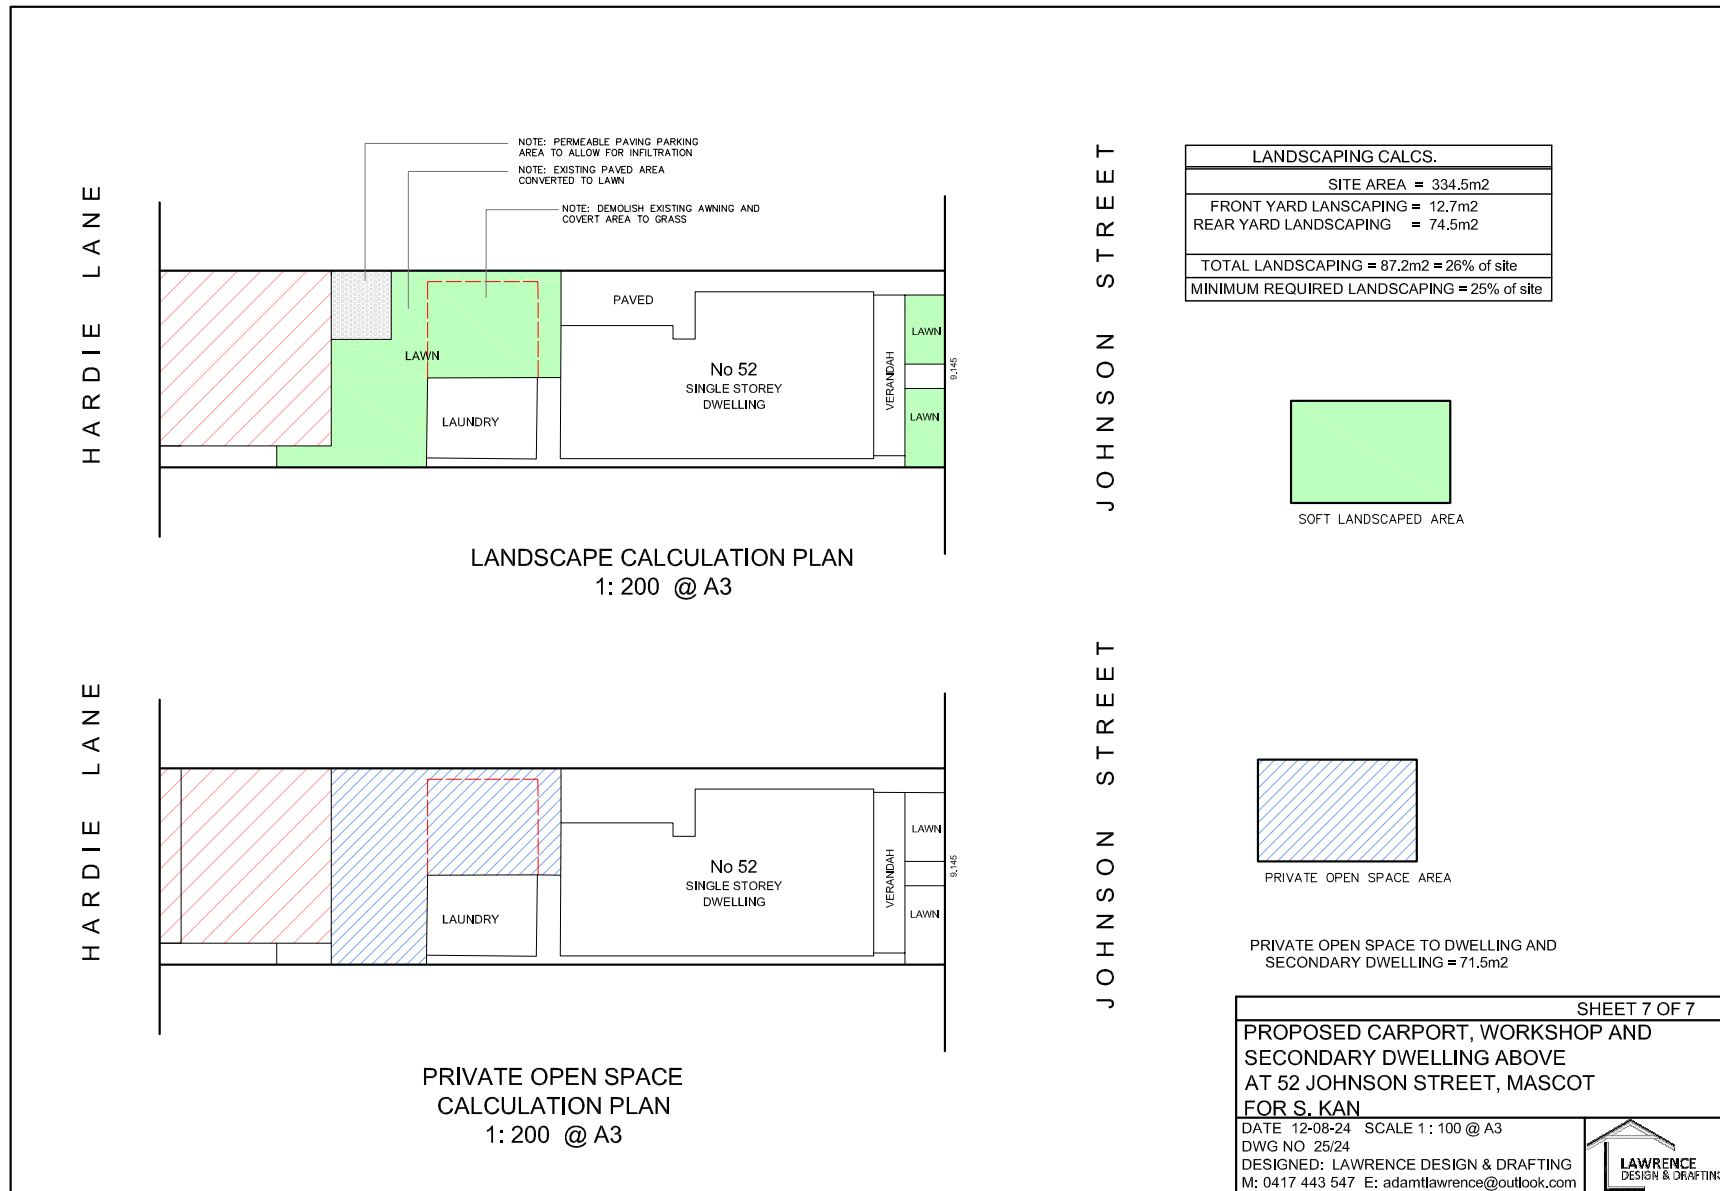 NOTE: PERMEABLE PAVING PARKING
AREA TO ALLOW FOR INFILTRATION
NOTE: EXISTING PAVED AREA
CONVERTED TO LAWN
NOTE: DEMOLISH EXISTING AWNING AND
COVERT AREA TO GRASS
HARDIE LANE
PAVED
LAWN
LAUNDRY
No 52
SINGLE STOREY
DWELLING
VERANDAH
LAWN
LAWN
9.145
JOHNSON STREET
LANDSCAPE CALCULATION PLAN
1: 200 @ A3
LANDSCAPING CALCS.
SITE AREA = 334.5m2
FRONT YARD LANSCAPING = 12.7m2
REAR YARD LANDSCAPING = 74.5m2
TOTAL LANDSCAPING = 87.2m2 = 26% of site
MINIMUM REQUIRED LANDSCAPING = 25% of site
SOFT LANDSCAPED AREA
HARDIE LANE
LAUNDRY
No 52
SINGLE STOREY
DWELLING
VERANDAH
LAWN
LAWN
9.145
JOHNSON STREET
PRIVATE OPEN SPACE
CALCULATION PLAN
1: 200 @ A3
PRIVATE OPEN SPACE AREA
PRIVATE OPEN SPACE TO DWELLING AND
SECONDARY DWELLING = 71.5m2
SHEET 7 OF 7
PROPOSED CARPORT, WORKSHOP AND
SECONDARY DWELLING ABOVE
AT 52 JOHNSON STREET, MASCOT
FOR S. KAN
DATE 12-08-24 SCALE 1 : 100 @ A3
DWG NO 25/24
DESIGNED: LAWRENCE DESIGN & DRAFTING
M: 0417 443 547 E: adamtlawrence@outlook.com
LAWRENCE
DESIGN & DRAFTING